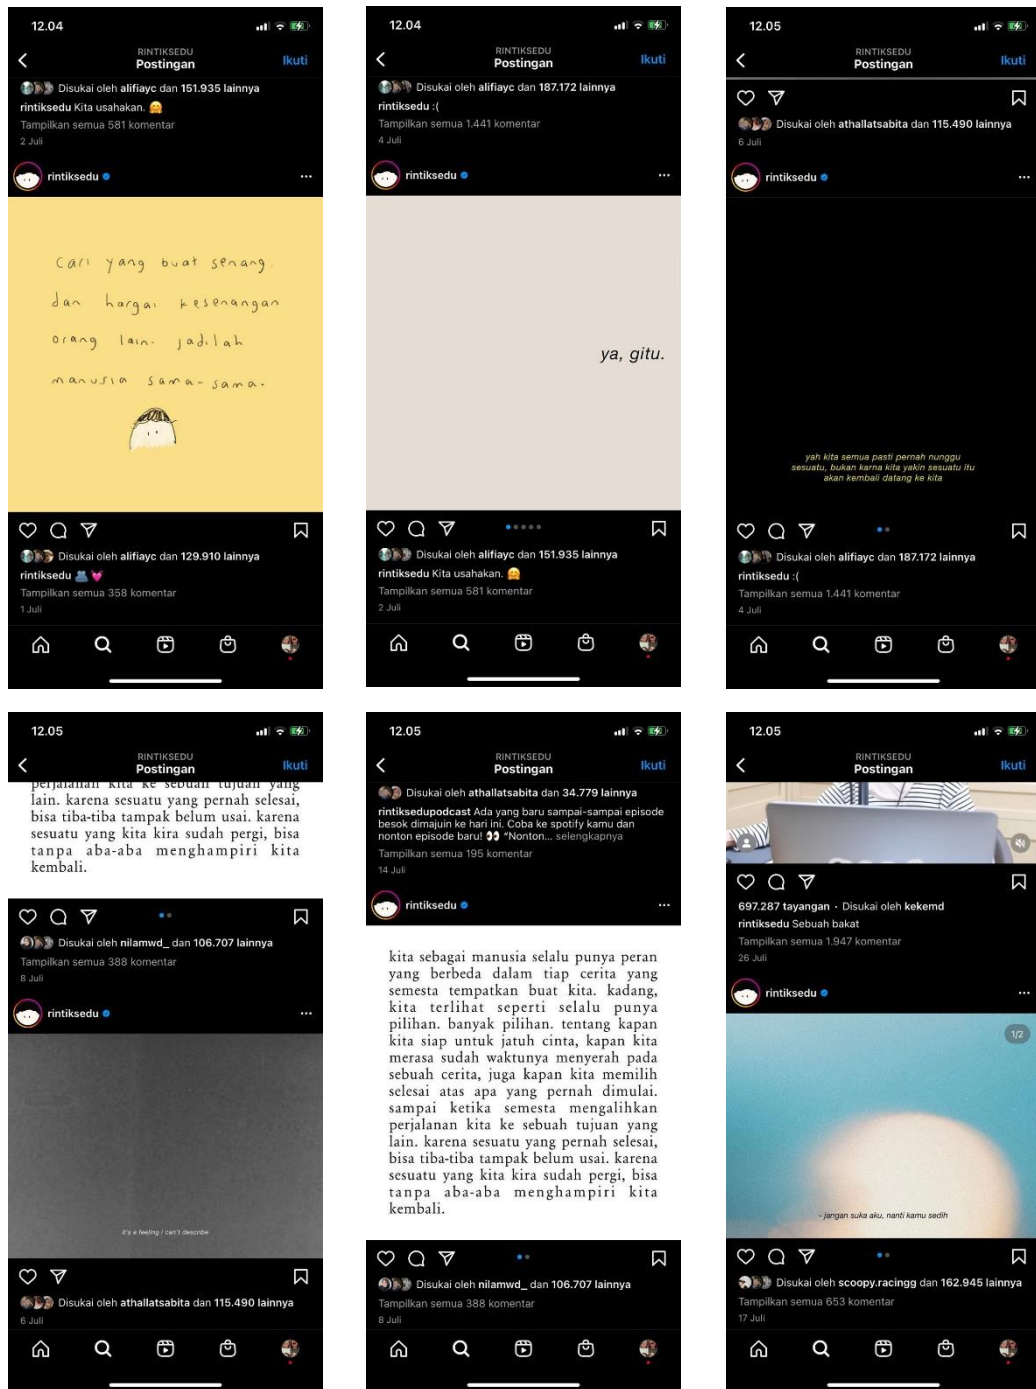 12.04
RINTIKSEDU
Postingan
Ikuti
Disukai oleh alifiayc dan 151.935 lainnya
rintiksedu Kita usahakan. 🤗
Tampilkan semua 581 komentar
2 Juli
rintiksedu
Cari yang buat senang.
dan hargai kesenangan
orang lain. jadilah
manusia sama-sama.
Disukai oleh alifiayc dan 129.910 lainnya
rintiksedu 🫂 💓
Tampilkan semua 358 komentar
1 Juli
12.04
RINTIKSEDU
Postingan
Ikuti
Disukai oleh alifiayc dan 187.172 lainnya
rintiksedu :(
Tampilkan semua 1.441 komentar
4 Juli
rintiksedu
ya, gitu.
Disukai oleh alifiayc dan 151.935 lainnya
rintiksedu Kita usahakan. 🤗
Tampilkan semua 581 komentar
2 Juli
12.05
RINTIKSEDU
Postingan
Ikuti
Disukai oleh athallatsabita dan 115.490 lainnya
6 Juli
rintiksedu
yah kita semua pasti pernah nunggu
sesuatu, bukan karna kita yakin sesuatu itu
akan kembali datang ke kita
Disukai oleh alifiayc dan 187.172 lainnya
rintiksedu :(
Tampilkan semua 1.441 komentar
4 Juli
12.05
RINTIKSEDU
Postingan
Ikuti
perjalanan kita ke sebuah tujuan yang
lain. karena sesuatu yang pernah selesai,
bisa tiba-tiba tampak belum usai. karena
sesuatu yang kita kira sudah pergi, bisa
tanpa aba-aba menghampiri kita
kembali.
Disukai oleh nilamwd_ dan 106.707 lainnya
Tampilkan semua 388 komentar
8 Juli
rintiksedu
it's a feeling i can't describe
Disukai oleh athallatsabita dan 115.490 lainnya
6 Juli
12.05
RINTIKSEDU
Postingan
Ikuti
Disukai oleh athallatsabita dan 34.779 lainnya
rintiksedupodcast Ada yang baru sampai-sampai episode
besok dimajuin ke hari ini. Coba ke spotify kamu dan
nonton episode baru! 👀 “Nonton... selengkapnya
Tampilkan semua 195 komentar
14 Juli
rintiksedu
kita sebagai manusia selalu punya peran
yang berbeda dalam tiap cerita yang
semesta tempatkan buat kita. kadang,
kita terlihat seperti selalu punya
pilihan. banyak pilihan. tentang kapan
kita siap untuk jatuh cinta, kapan kita
merasa sudah waktunya menyerah pada
sebuah cerita, juga kapan kita memilih
selesai atas apa yang pernah dimulai.
sampai ketika semesta mengalihkan
perjalanan kita ke sebuah tujuan yang
lain. karena sesuatu yang pernah selesai,
bisa tiba-tiba tampak belum usai. karena
sesuatu yang kita kira sudah pergi, bisa
tanpa aba-aba menghampiri kita
kembali.
Disukai oleh nilamwd_ dan 106.707 lainnya
Tampilkan semua 388 komentar
8 Juli
12.05
RINTIKSEDU
Postingan
Ikuti
697.287 tayangan · Disukai oleh kekemd
rintiksedu Sebuah bakat
Tampilkan semua 1.947 komentar
26 Juli
rintiksedu
1/2
- jangan suka aku, nanti kamu sedih
Disukai oleh scoopy.racingg dan 162.945 lainnya
Tampilkan semua 653 komentar
17 Juli